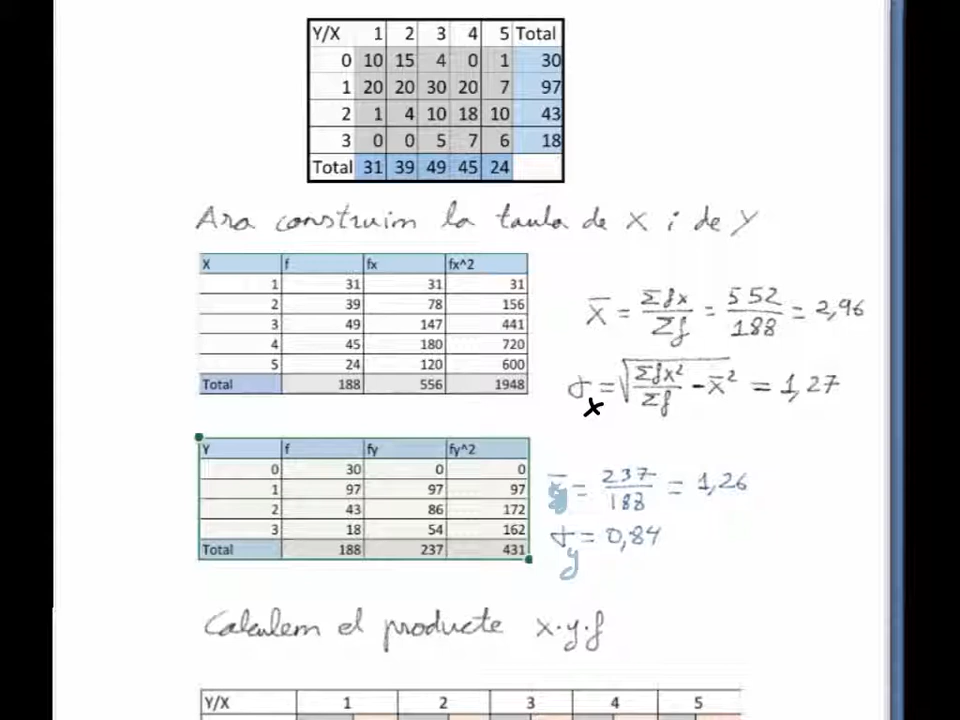 Y/X 1 2 3 4 5 Total
0 10 15 4 0 1 30
1 20 20 30 20 7 97
2 1 4 10 18 10 43
3 0 0 5 7 6 18
Total 31 39 49 45 24
Ara construim la taula de X i de Y
X f fx fx^2
1 31 31 31
2 39 78 156
3 49 147 441
4 45 180 720
5 24 120 600
Total 188 556 1948
x̄ = Σfx/Σf = 552/188 = 2,96
σx = √(Σfx²/Σf - x̄²) = 1,27
Y f fy fy^2
0 30 0 0
1 97 97 97
2 43 86 172
3 18 54 162
Total 188 237 431
ȳ = 237/188 = 1,26
σy = 0,84
Calculem el producte x·y·f
Y/X 1 2 3 4 5